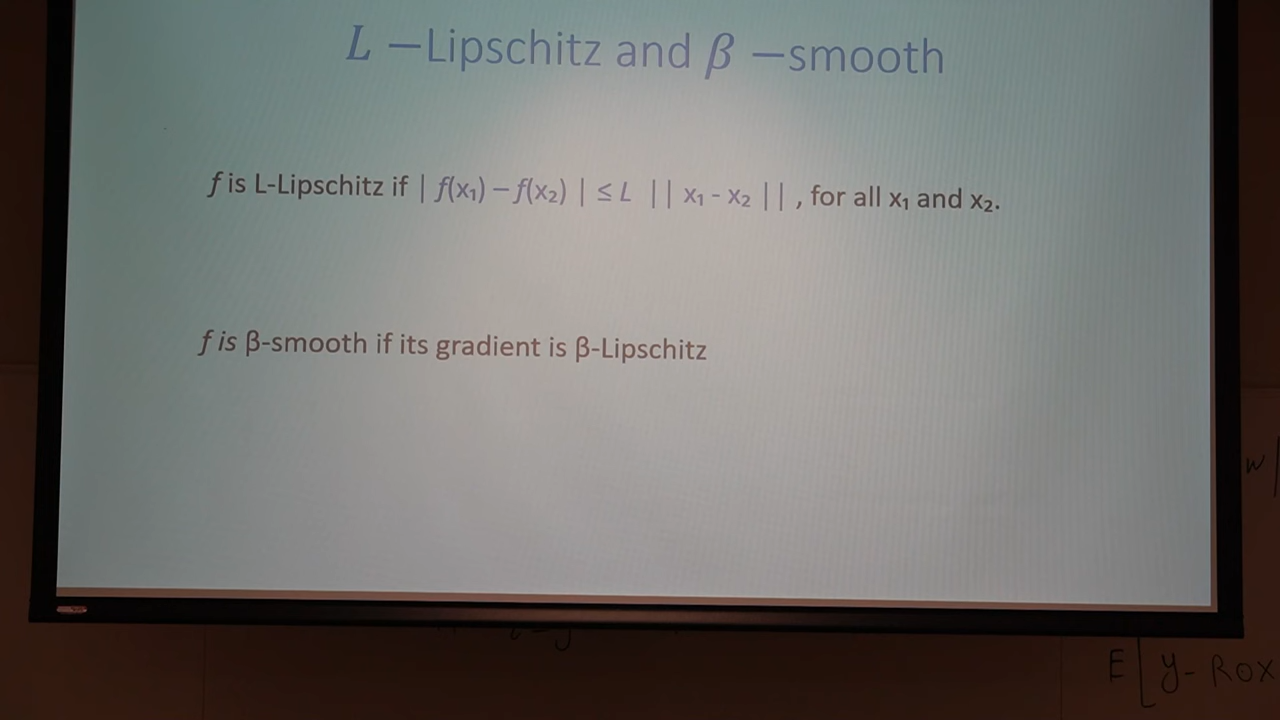 L −Lipschitz and β −smooth
f is L-Lipschitz if | f(x₁) – f(x₂) | ≤ L || x₁ - x₂ || , for all x₁ and x₂.
f is β-smooth if its gradient is β-Lipschitz
w
E[ y- Rox